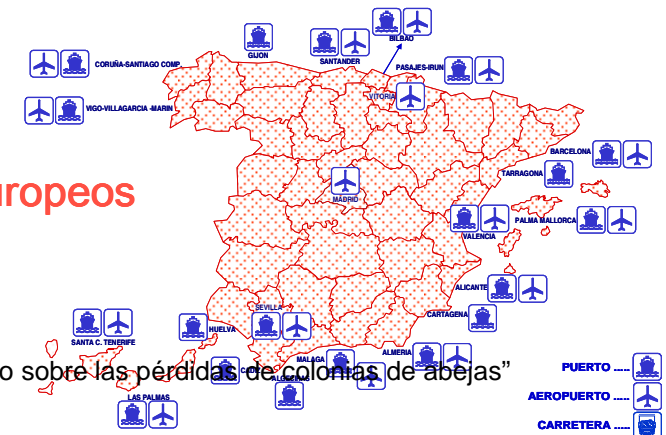 BILBAO
GIJON
SANTANDER
CORUÑA-SANTIAGO COMP.
PASAJES-IRUN
VITORIA
VIGO-VILLAGARCIA -MARIN
BARCELONA
TARRAGONA
uropeos
MADRID
PALMA MALLORCA
VALENCIA
ALICANTE
SEVILLA
CARTAGENA
HUELVA
SANTA C. TENERIFE
MALAGA
ALMERIA
o sobre las pérdidas de colonias de abejas”
CADIZ
ALGECIRAS
LAS PALMAS
PUERTO .....
AEROPUERTO .....
CARRETERA .....